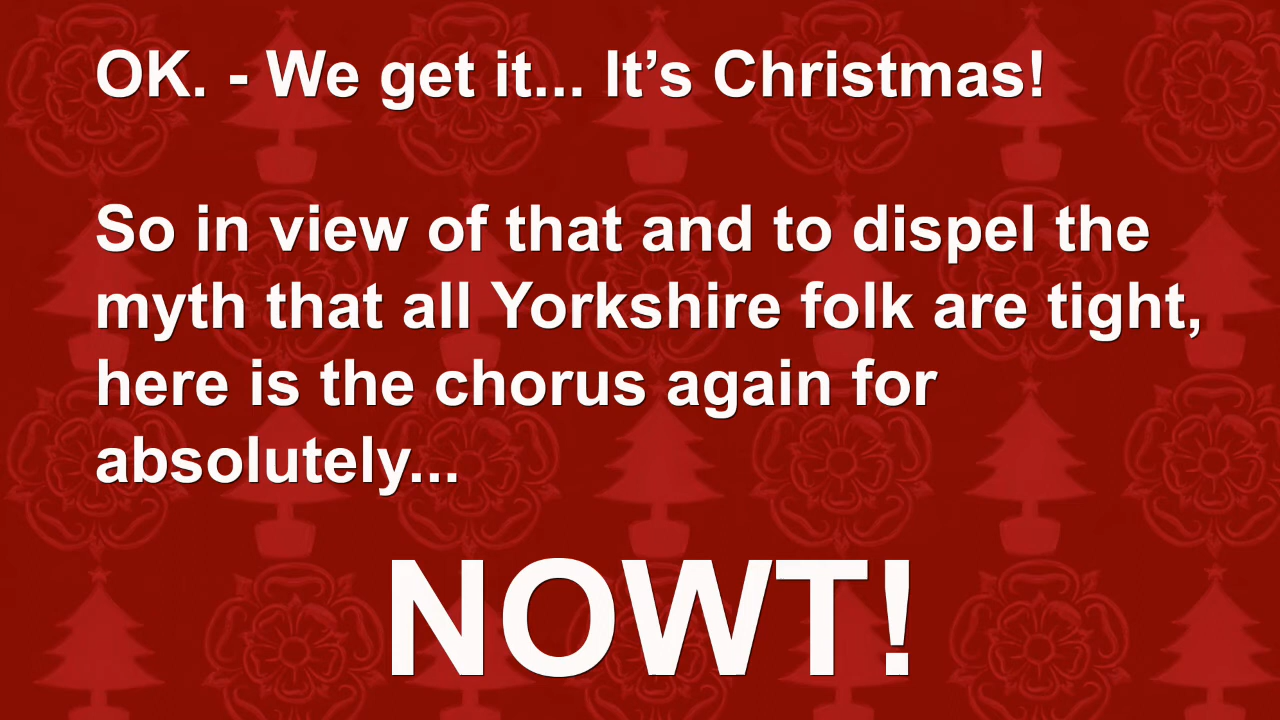 OK. - We get it... It’s Christmas!
So in view of that and to dispel the
myth that all Yorkshire folk are tight,
here is the chorus again for
absolutely...
NOWT!